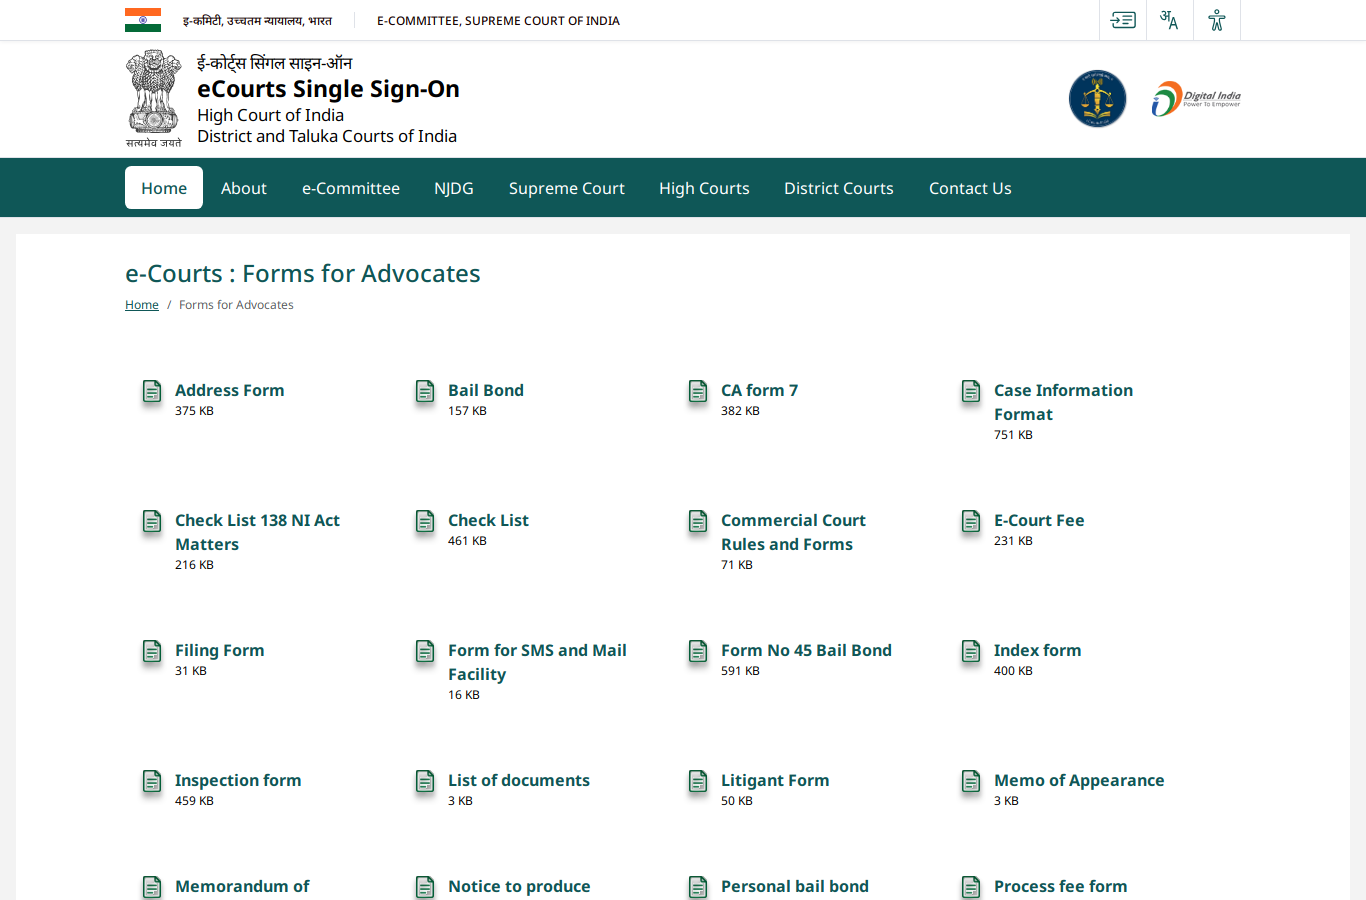 इ-कमिटी, उच्चतम न्यायालय, भारत
E-COMMITTEE, SUPREME COURT OF INDIA
अ A
सत्यमेव जयते
ई-कोर्ट्स सिंगल साइन-ऑन
eCourts Single Sign-On
High Court of India
District and Taluka Courts of India
Digital India
Power To Empower
Home About e-Committee NJDG Supreme Court High Courts District Courts Contact Us
e-Courts : Forms for Advocates
Home / Forms for Advocates
Address Form
375 KB
Bail Bond
157 KB
CA form 7
382 KB
Case Information
Format
751 KB
Check List 138 NI Act
Matters
216 KB
Check List
461 KB
Commercial Court
Rules and Forms
71 KB
E-Court Fee
231 KB
Filing Form
31 KB
Form for SMS and Mail
Facility
16 KB
Form No 45 Bail Bond
591 KB
Index form
400 KB
Inspection form
459 KB
List of documents
3 KB
Litigant Form
50 KB
Memo of Appearance
3 KB
Memorandum of
Notice to produce
Personal bail bond
Process fee form